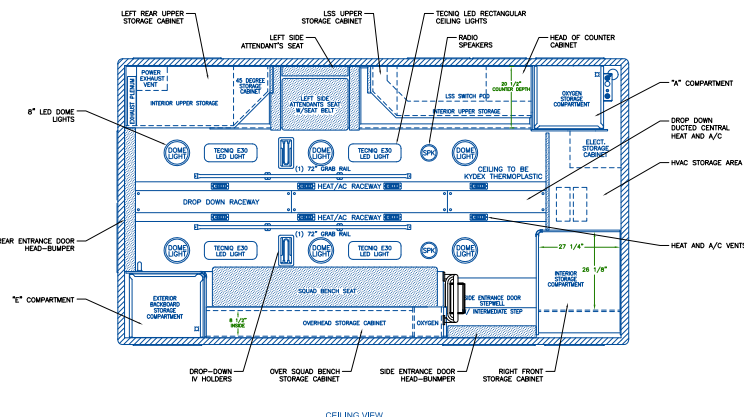 LEFT REAR UPPER
STORAGE CABINET
LEFT SIDE
ATTENDANT'S SEAT
LSS UPPER
STORAGE CABINET
TECNIQ LED RECTANGULAR
CEILING LIGHTS
RADIO
SPEAKERS
HEAD OF COUNTER
CABINET
POWER
EXHAUST
VENT
EXHAUST PLENUM
INTERIOR UPPER STORAGE
45 DEGREE
STORAGE
CABINET
LEFT SIDE
ATTENDANTS SEAT
W/SEAT BELT
LSS SWITCH POD
INTERIOR UPPER STORAGE
20 1/2"
COUNTER DEPTH
OXYGEN
STORAGE
COMPARTMENT
"A" COMPARTMENT
8" LED DOME
LIGHTS
DROP DOWN
DUCTED CENTRAL
HEAT AND A/C
DOME
LIGHT
TECNIQ E30
LED LIGHT
DOME
LIGHT
TECNIQ E30
LED LIGHT
SPK
DOME
LIGHT
ELECT.
STORAGE
CABINET
(1) 72" GRAB RAIL
CEILING TO BE
KYDEX THERMOPLASTIC
HVAC STORAGE AREA
HEAT/AC RACEWAY
DROP DOWN RACEWAY
HEAT/AC RACEWAY
(1) 72" GRAB RAIL
REAR ENTRANCE DOOR
HEAD-BUMPER
HEAT AND A/C VENTS
DOME
LIGHT
TECNIQ E30
LED LIGHT
DOME
LIGHT
TECNIQ E30
LED LIGHT
SPK
DOME
LIGHT
27 1/4"
26 1/8"
INTERIOR
STORAGE
COMPARTMENT
"E" COMPARTMENT
EXTERIOR
BACKBOARD
STORAGE
COMPARTMENT
SQUAD BENCH SEAT
SIDE ENTRANCE DOOR
STEPWELL
/ INTERMEDIATE STEP
8 1/2"
INSIDE
OVERHEAD STORAGE CABINET
OXYGEN
DROP-DOWN
IV HOLDERS
OVER SQUAD BENCH
STORAGE CABINET
SIDE ENTRANCE DOOR
HEAD-BUNMPER
RIGHT FRONT
STORAGE CABINET
CEILING VIEW